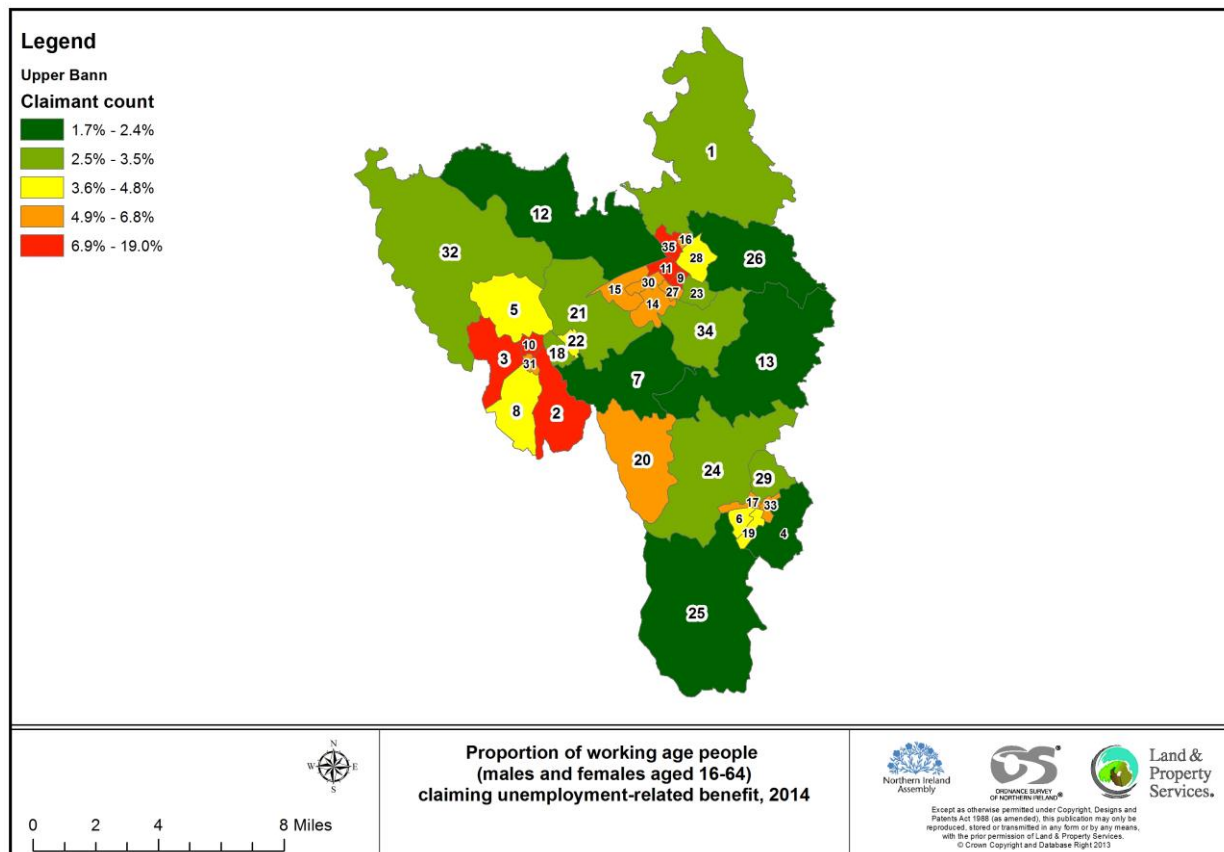 Legend
Upper Bann
Claimant count
1.7% - 2.4%
2.5% - 3.5%
3.6% - 4.8%
4.9% - 6.8%
6.9% - 19.0%
1
12
32
35
16
28
26
11
9
30
15
27
23
14
5
21
34
22
10
18
3
31
13
7
8
2
20
24
29
17
33
6
19
4
25
N
W E
S
0 2 4 8 Miles
Proportion of working age people
(males and females aged 16-64)
claiming unemployment-related benefit, 2014
Northern Ireland
Assembly
OS®
ORDNANCE SURVEY
OF NORTHERN IRELAND®
Land &
Property
Services.
Except as otherwise permitted under Copyright, Designs and
Patents Act 1988 (as amended), this publication may only be
reproduced, stored or transmitted in any form or by any means,
with the prior permission of Land & Property Services.
© Crown Copyright and Database Right 2013